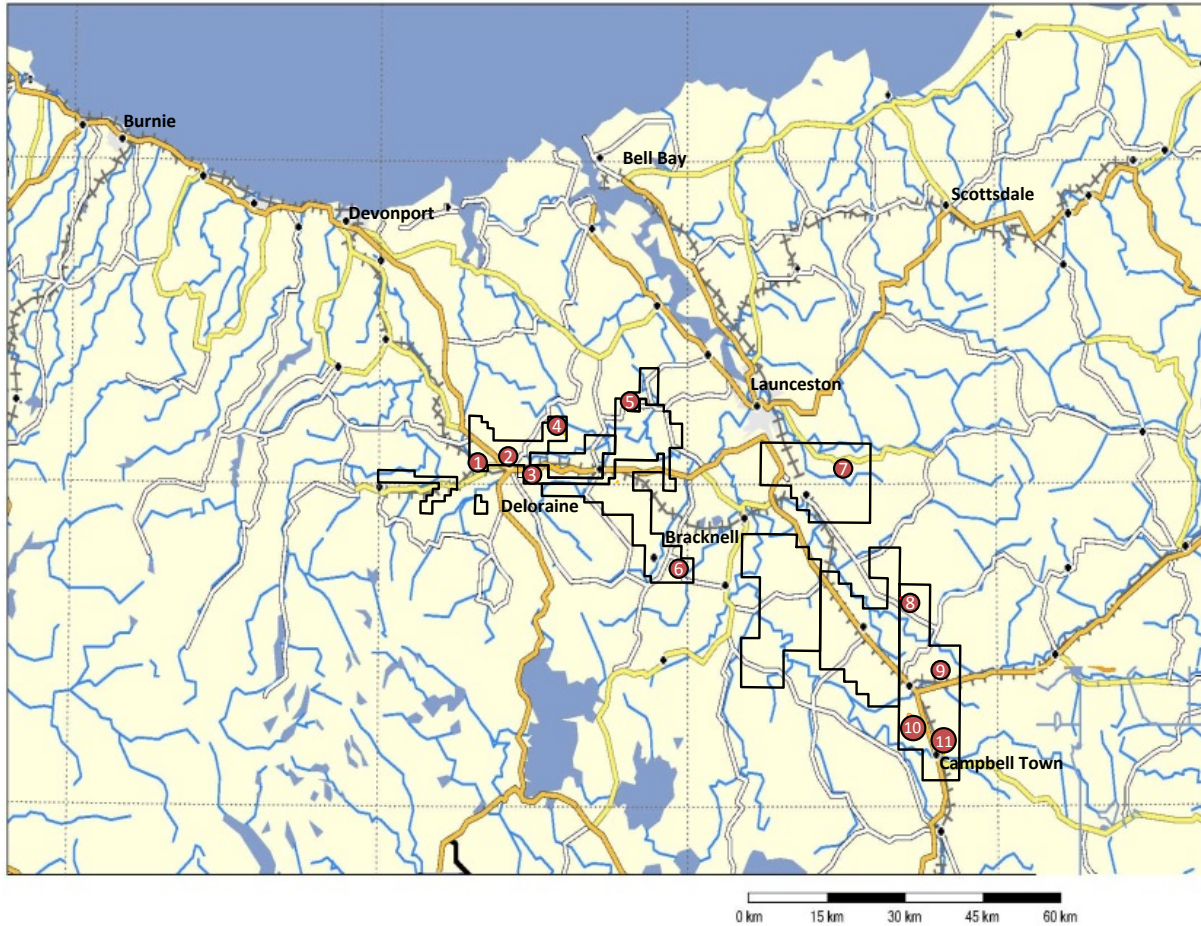 Burnie
Bell Bay
Scottsdale
Devonport
Launceston
5
4
2
1
7
3
Deloraine
Bracknell
6
8
9
10
11
Campbell Town
0 km 15 km 30 km 45 km 60 km